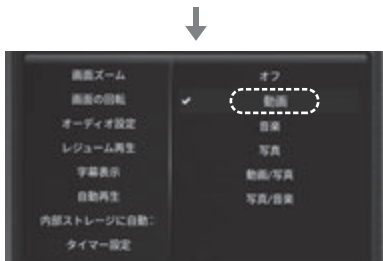 画面ズーム
画面の回転
オーディオ設定
レジューム再生
字幕表示
自動再生
内部ストレージに自動:
タイマー設定
オフ
✔ 動画
音楽
写真
動画/写真
写真/音楽